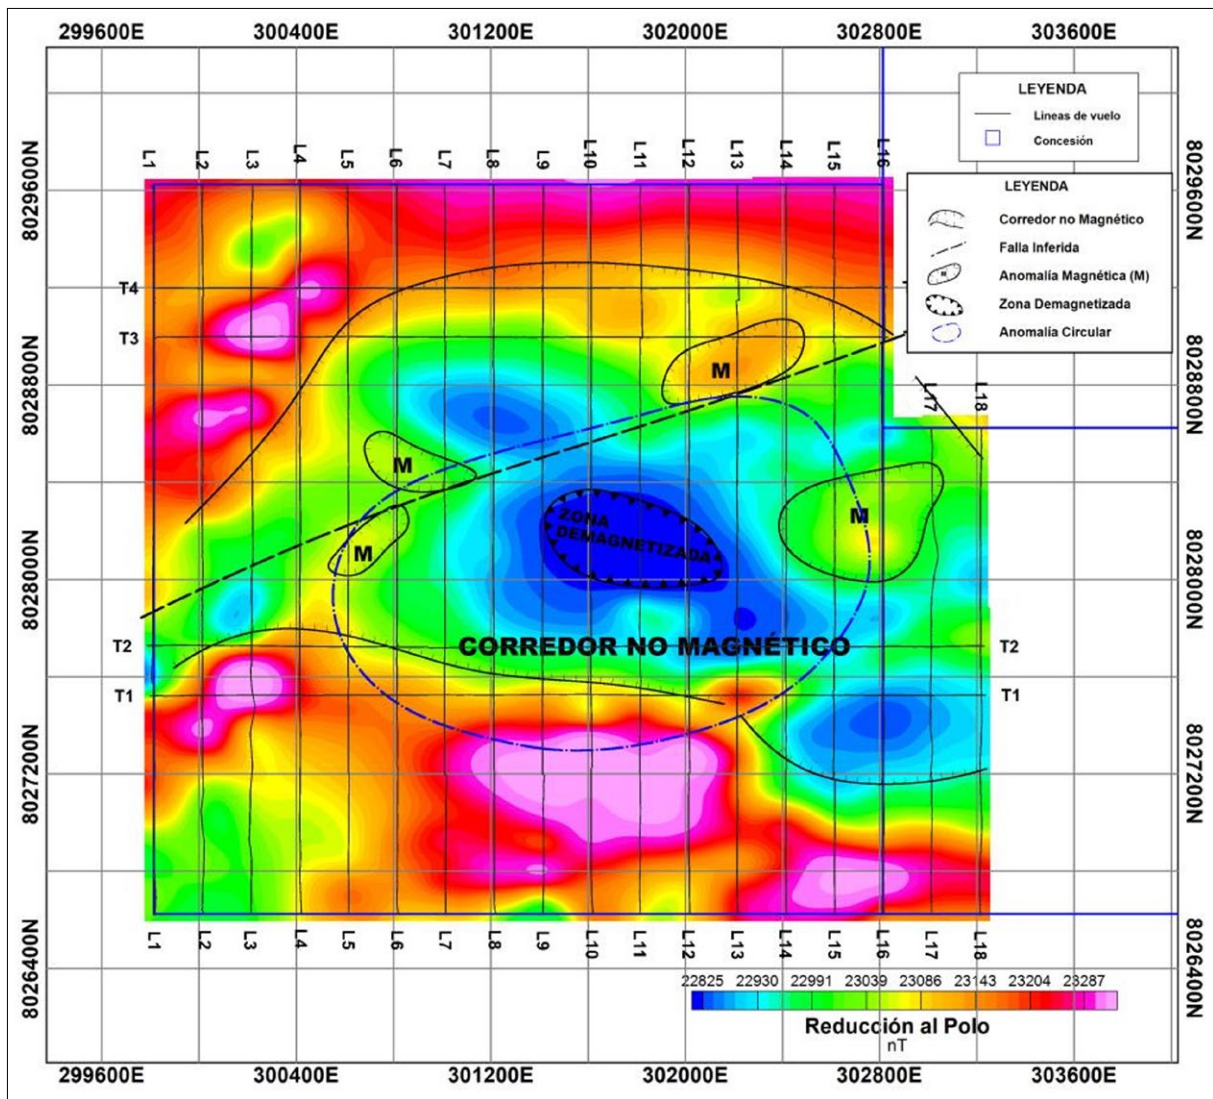 299600E 300400E 301200E 302000E 302800E 303600E
LEYENDA
Lineas de vuelo
Concesión
L1 L2 L3 L4 L5 L6 L7 L8 L9 L10 L11 L12 L13 L14 L15 L16
8029600N
8029600N
LEYENDA
Corredor no Magnético
Falla Inferida
Anomalía Magnética (M)
Zona Demagnetizada
Anomalía Circular
T4
T3
8028800N
8028800N
M
L17 L18
M
M
M
ZONA
DEMAGNETIZADA
8028000N
8028000N
CORREDOR NO MAGNÉTICO
T2
T2
T1
T1
8027200N
8027200N
L1 L2 L3 L4 L5 L6 L7 L8 L9 L10 L11 L12 L13 L14 L15 L16 L17 L18
8026400N
8026400N
22825 22930 22991 23039 23086 23143 23204 23287
Reducción al Polo
nT
299600E 300400E 301200E 302000E 302800E 303600E